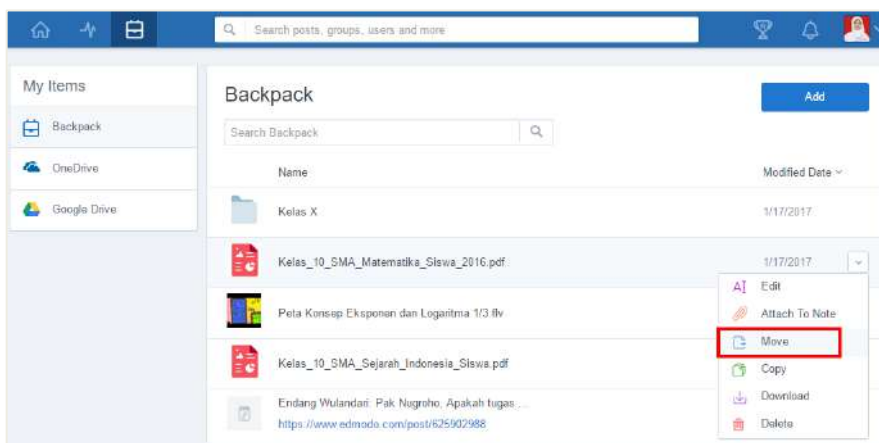 Search posts, groups, users and more
My Items
Backpack
OneDrive
Google Drive
Backpack
Add
Search Backpack
Name
Modified Date
Kelas X
1/17/2017
Kelas_10_SMA_Matematika_Siswa_2016.pdf
1/17/2017
Peta Konsep Eksponen dan Logaritma 1/3 flv
Kelas_10_SMA_Sejarah_Indonesia_Siswa.pdf
Endang Wulandari: Pak Nugroho, Apakah tugas ...
https://www.edmodo.com/post/625902988
Edit
Attach To Note
Move
Copy
Download
Delete